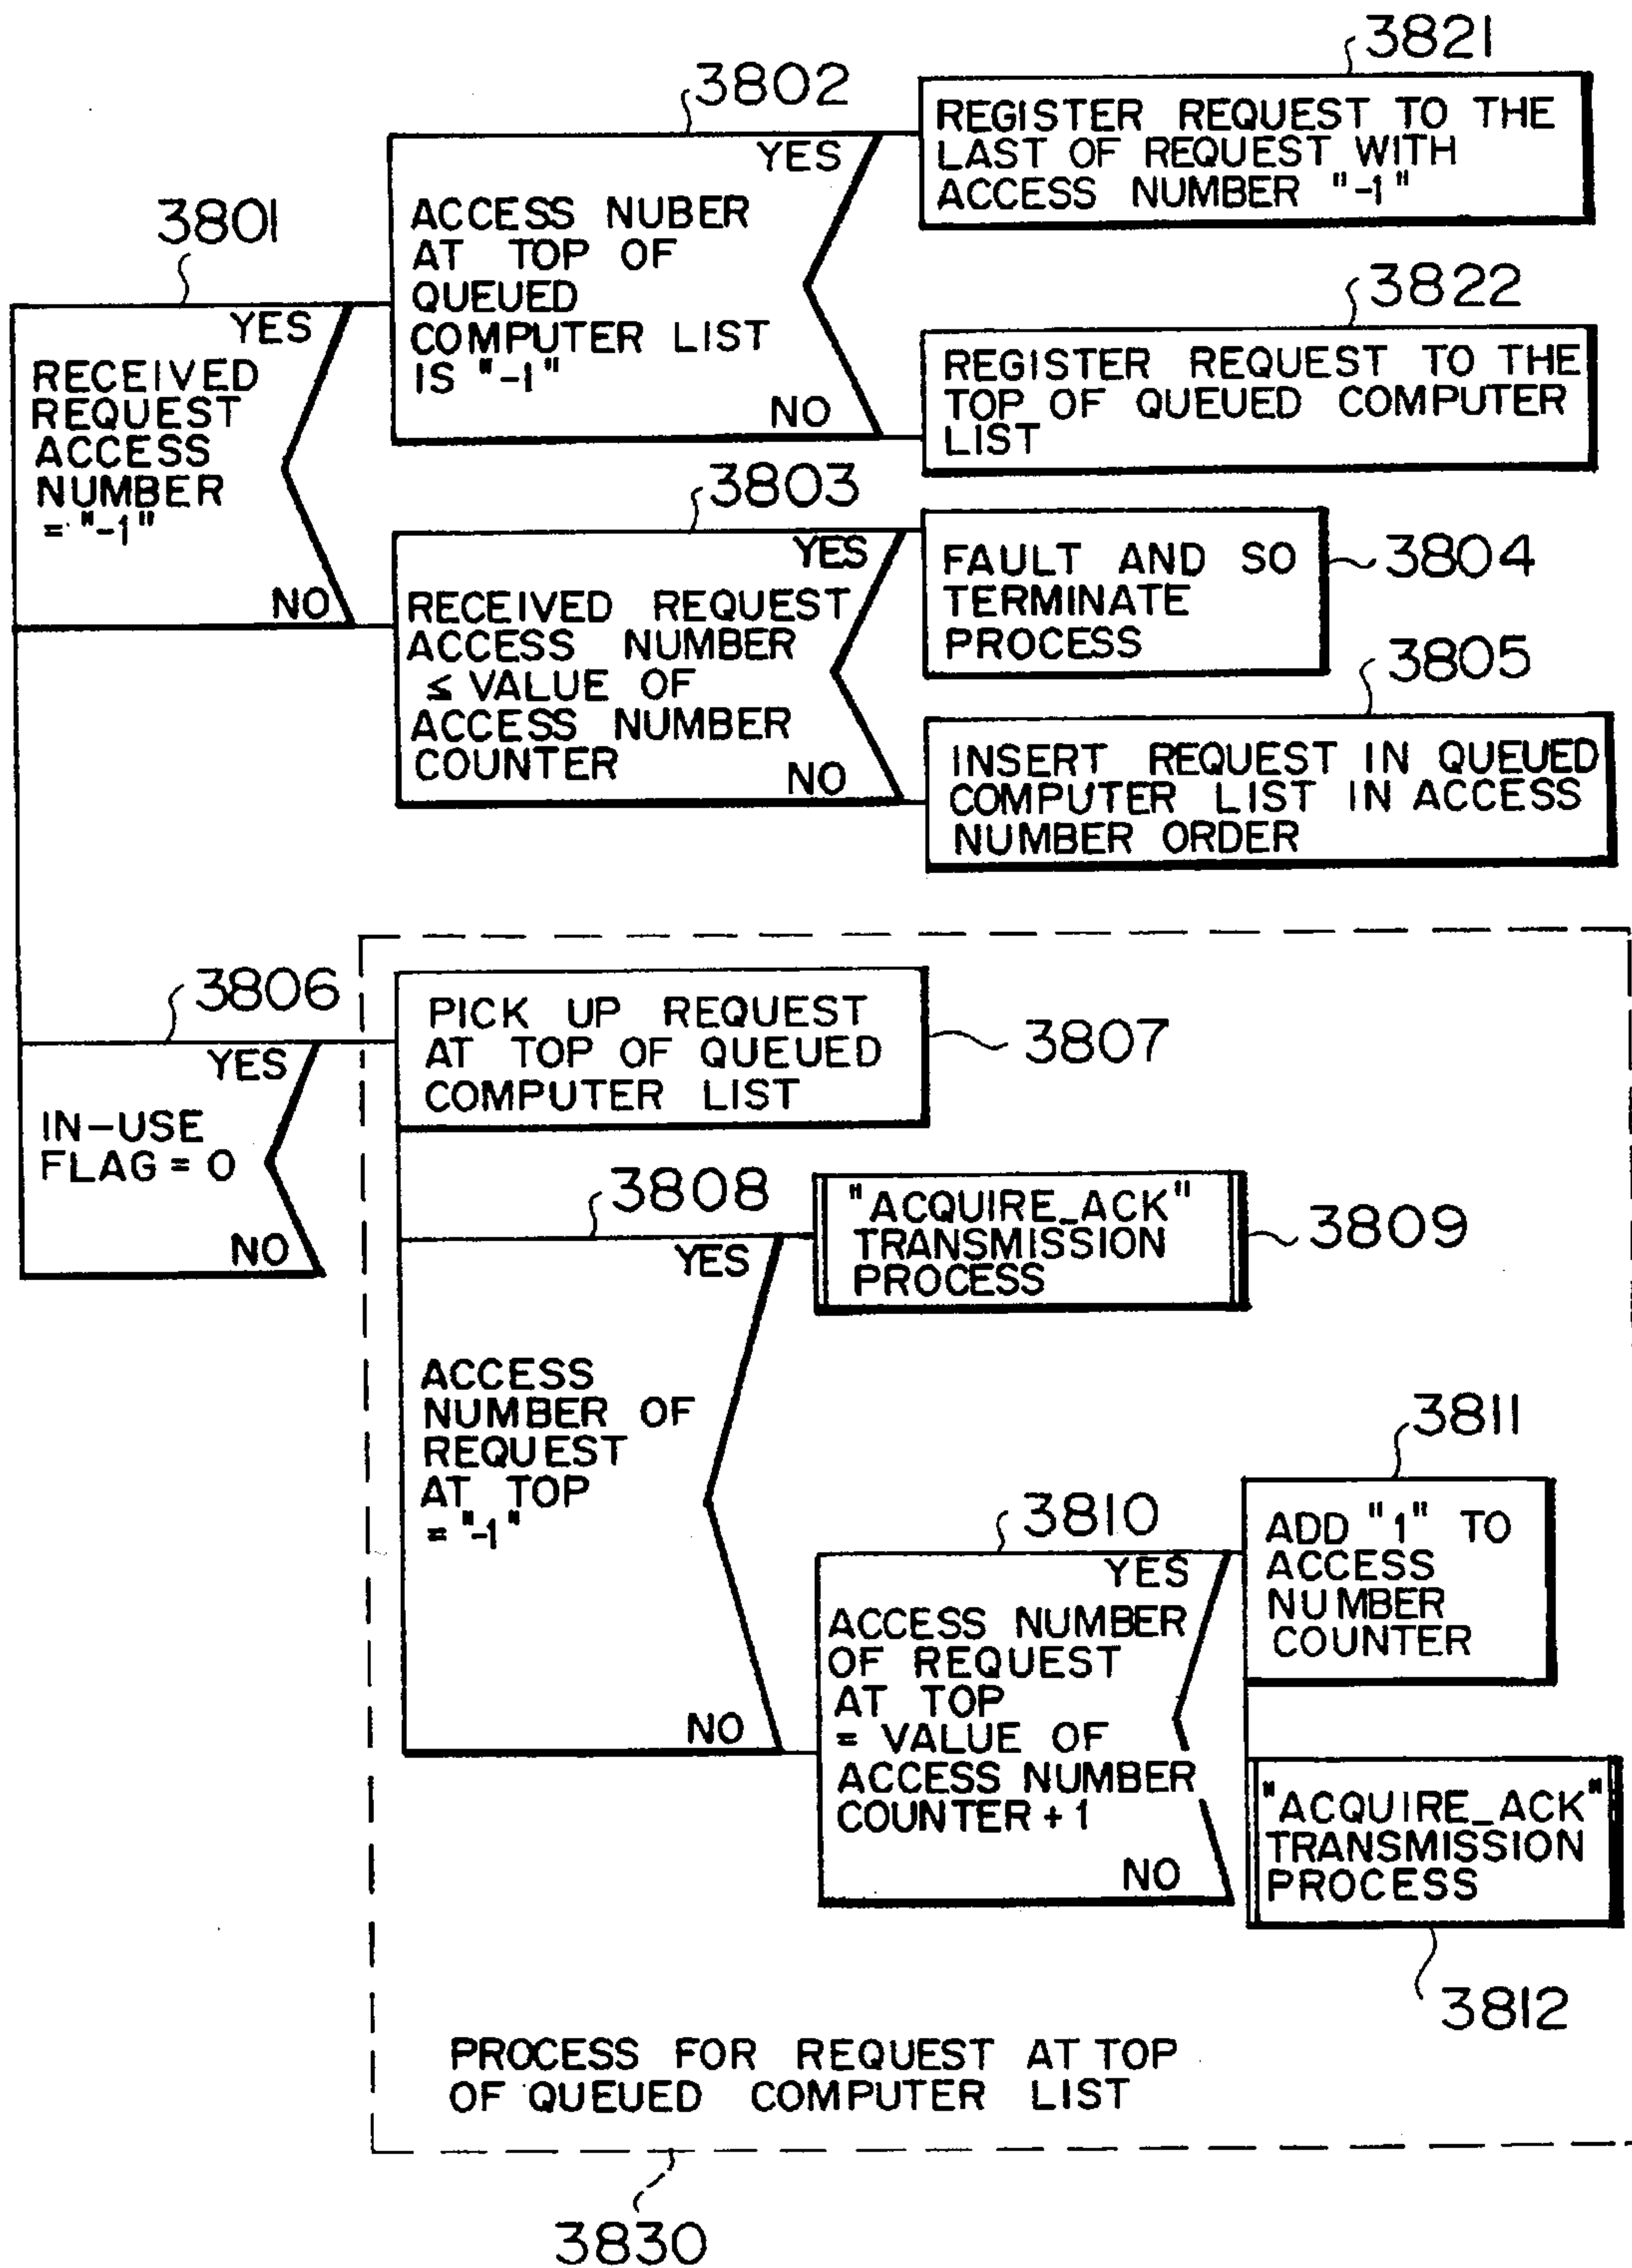 3821
3802
REGISTER REQUEST TO THE
LAST OF REQUEST WITH
ACCESS NUMBER "-1"
YES
ACCESS NUBER
AT TOP OF
QUEUED
COMPUTER LIST
IS "-1"
NO
3801
YES
RECEIVED
REQUEST
ACCESS
NUMBER
= "-1"
NO
3822
REGISTER REQUEST TO THE
TOP OF QUEUED COMPUTER
LIST
3803
YES
RECEIVED REQUEST
ACCESS NUMBER
≤ VALUE OF
ACCESS NUMBER
COUNTER
NO
FAULT AND SO
TERMINATE
PROCESS
3804
3805
INSERT REQUEST IN QUEUED
COMPUTER LIST IN ACCESS
NUMBER ORDER
3806
YES
IN-USE
FLAG = 0
NO
PICK UP REQUEST
AT TOP OF QUEUED
COMPUTER LIST
3807
3808
YES
ACCESS
NUMBER OF
REQUEST
AT TOP
= "-1"
NO
"ACQUIRE_ACK"
TRANSMISSION
PROCESS
3809
3810
YES
ACCESS NUMBER
OF REQUEST
AT TOP
= VALUE OF
ACCESS NUMBER
COUNTER + 1
NO
3811
ADD "1" TO
ACCESS
NUMBER
COUNTER
"ACQUIRE_ACK"
TRANSMISSION
PROCESS
3812
PROCESS FOR REQUEST AT TOP
OF QUEUED COMPUTER LIST
3830